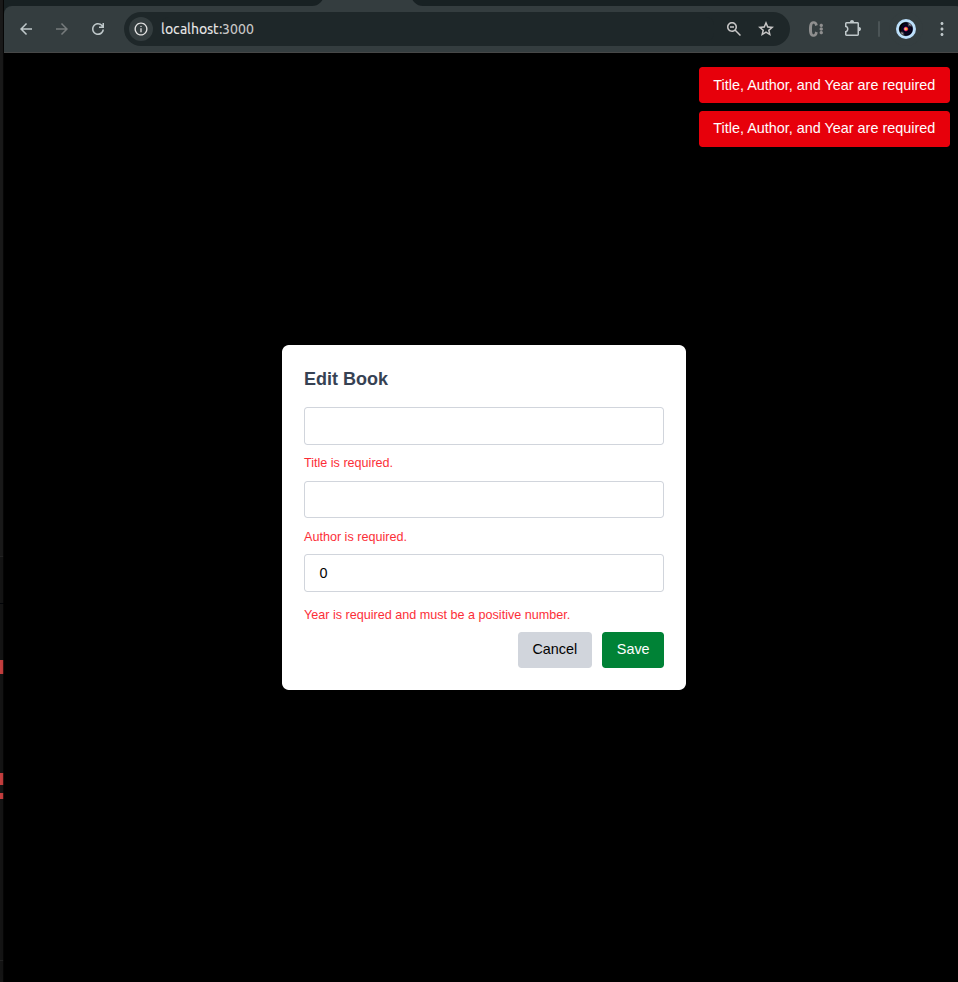 localhost:3000
Title, Author, and Year are required
Title, Author, and Year are required
Edit Book
Title is required.
Author is required.
0
Year is required and must be a positive number.
Cancel Save